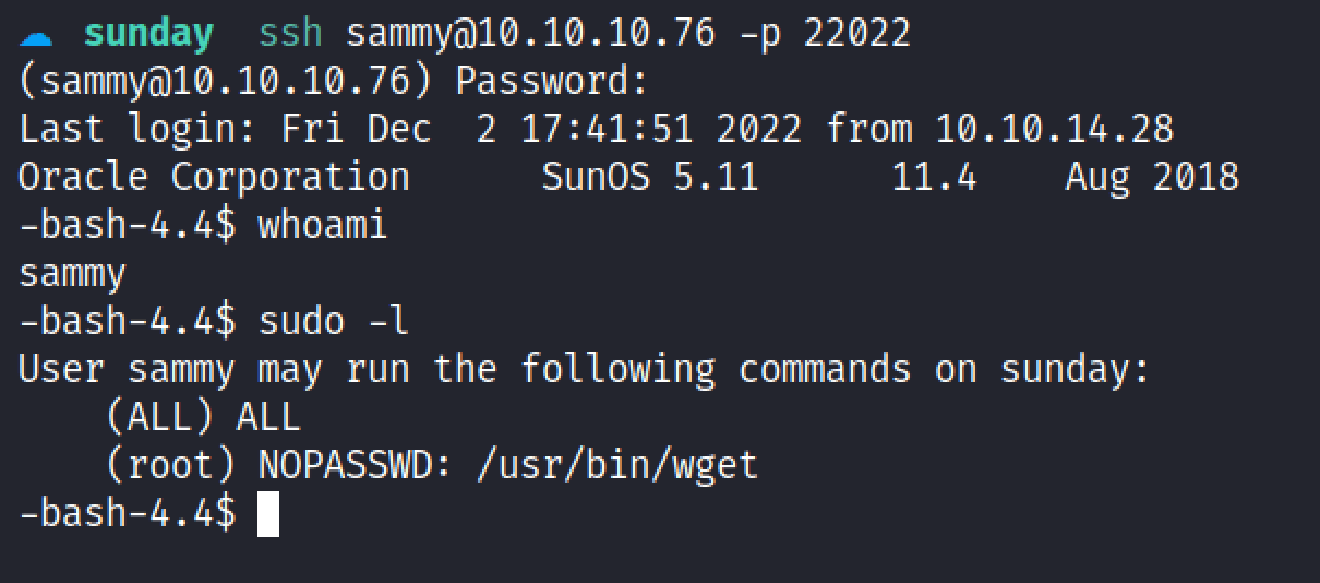 sunday ssh sammy@10.10.10.76 -p 22022
(sammy@10.10.10.76) Password:
Last login: Fri Dec  2 17:41:51 2022 from 10.10.14.28
Oracle Corporation      SunOS 5.11      11.4    Aug 2018
-bash-4.4$ whoami
sammy
-bash-4.4$ sudo -l
User sammy may run the following commands on sunday:
    (ALL) ALL
    (root) NOPASSWD: /usr/bin/wget
-bash-4.4$